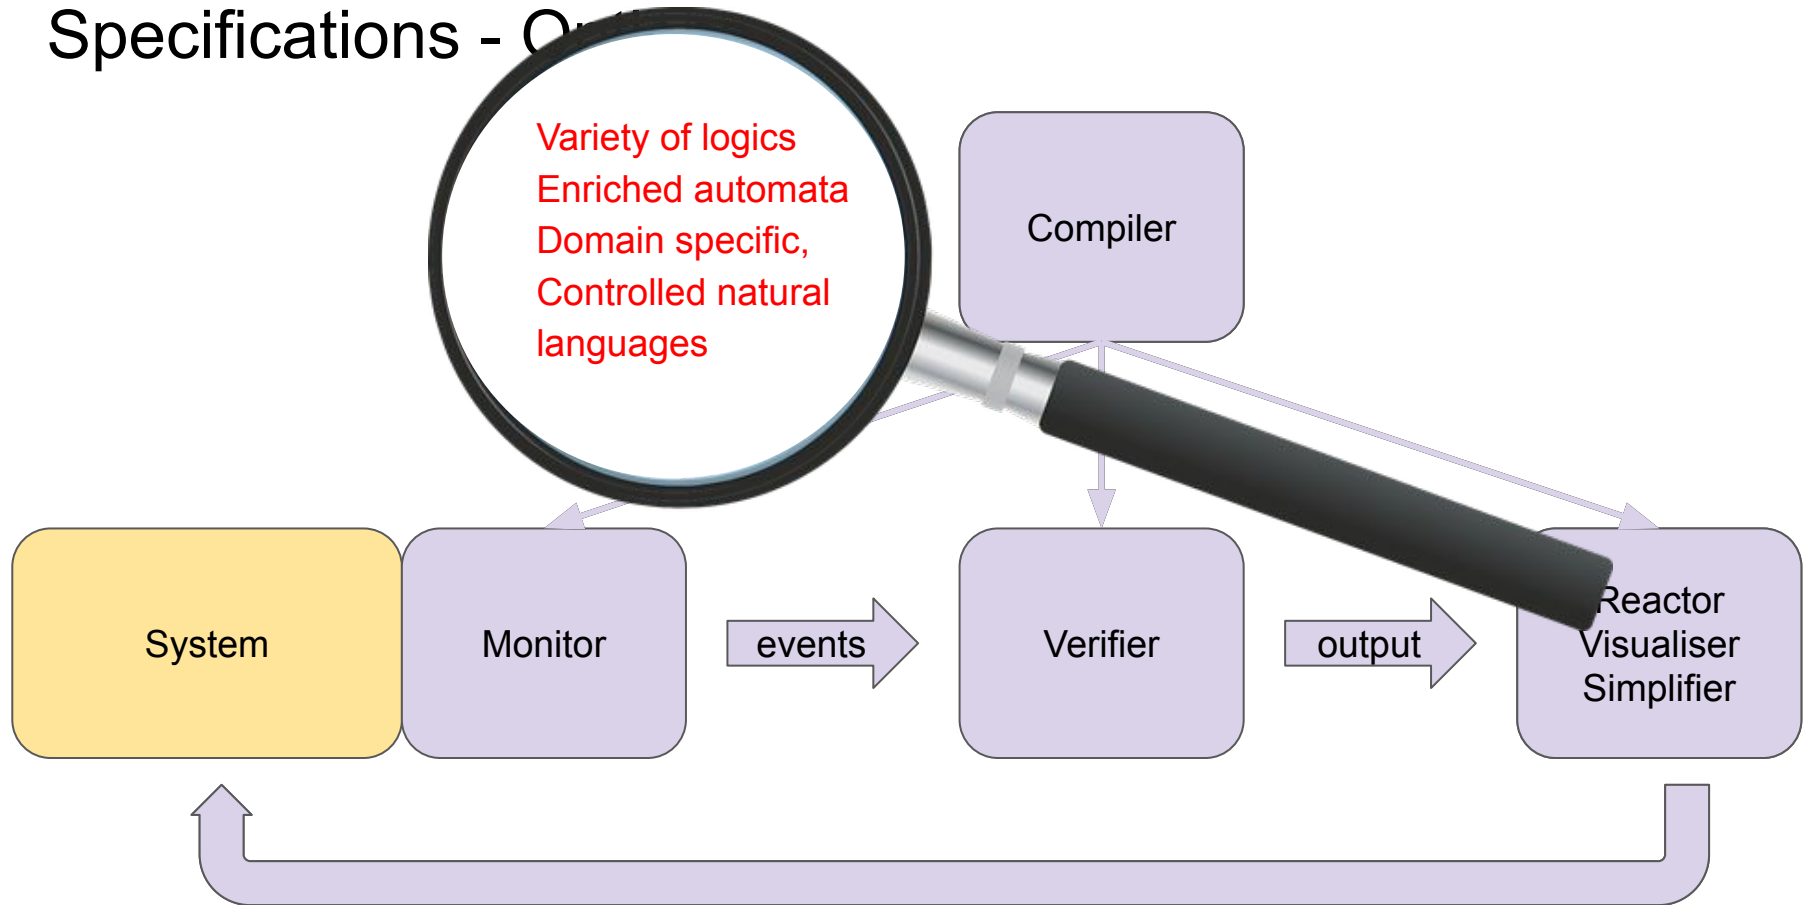 Specifications -
Variety of logics
Enriched automata
Domain specific,
Controlled natural
languages
Compiler
System
Monitor
events
Verifier
output
Reactor
Visualiser
Simplifier